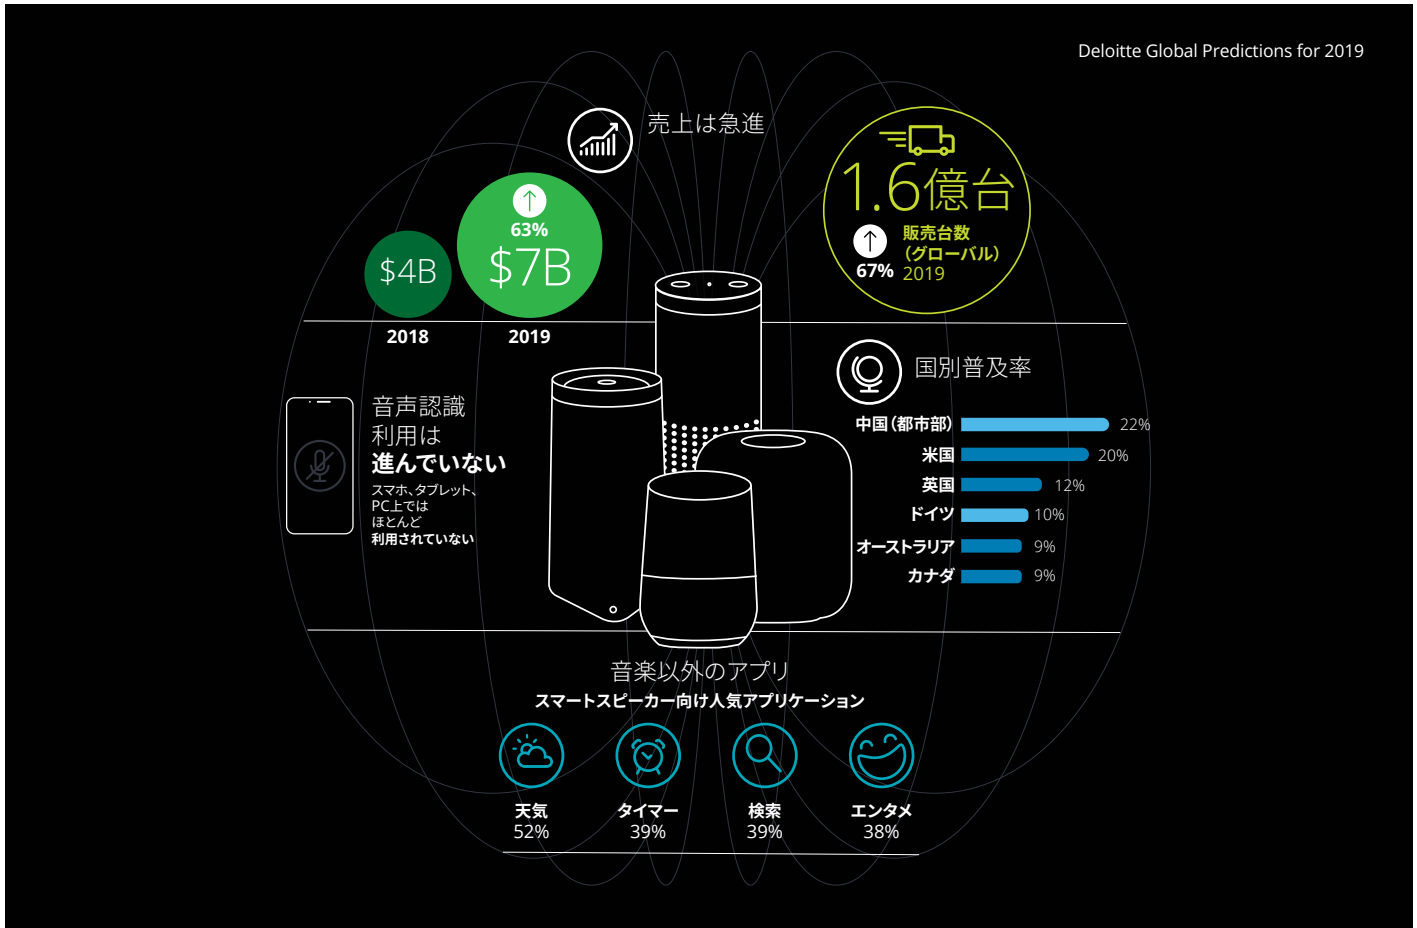 Deloitte Global Predictions for 2019
売上は急進
63%
$4B
$7B
2018
2019
1.6億台
67%
販売台数
（グローバル）
2019
音声認識
利用は
進んでいない
スマホ、タブレット、
PC上では
ほとんど
利用されていない
国別普及率
中国（都市部） 22%
米国 20%
英国 12%
ドイツ 10%
オーストラリア 9%
カナダ 9%
音楽以外のアプリ
スマートスピーカー向け人気アプリケーション
天気
52%
タイマー
39%
検索
39%
エンタメ
38%